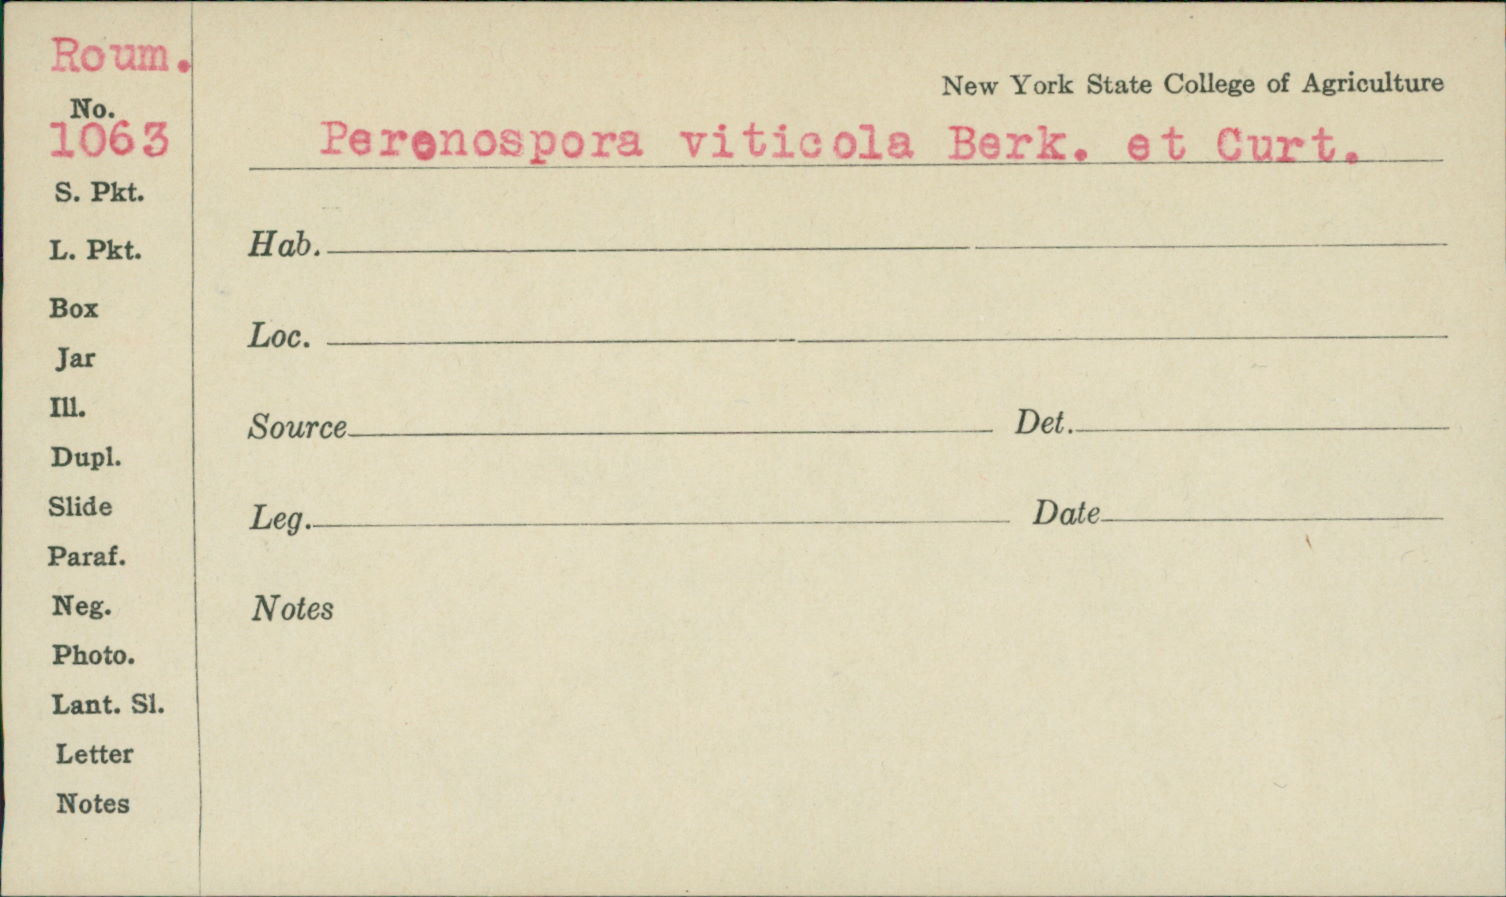 Roum.
No.
1063
S. Pkt.
L. Pkt.
Box
Jar
Ill.
Dupl.
Slide
Paraf.
Neg.
Photo.
Lant. Sl.
Letter
Notes
New York State College of Agriculture
Perenospora viticola Berk. et Curt.
Hab.
Loc.
Source Det.
Leg. Date
Notes